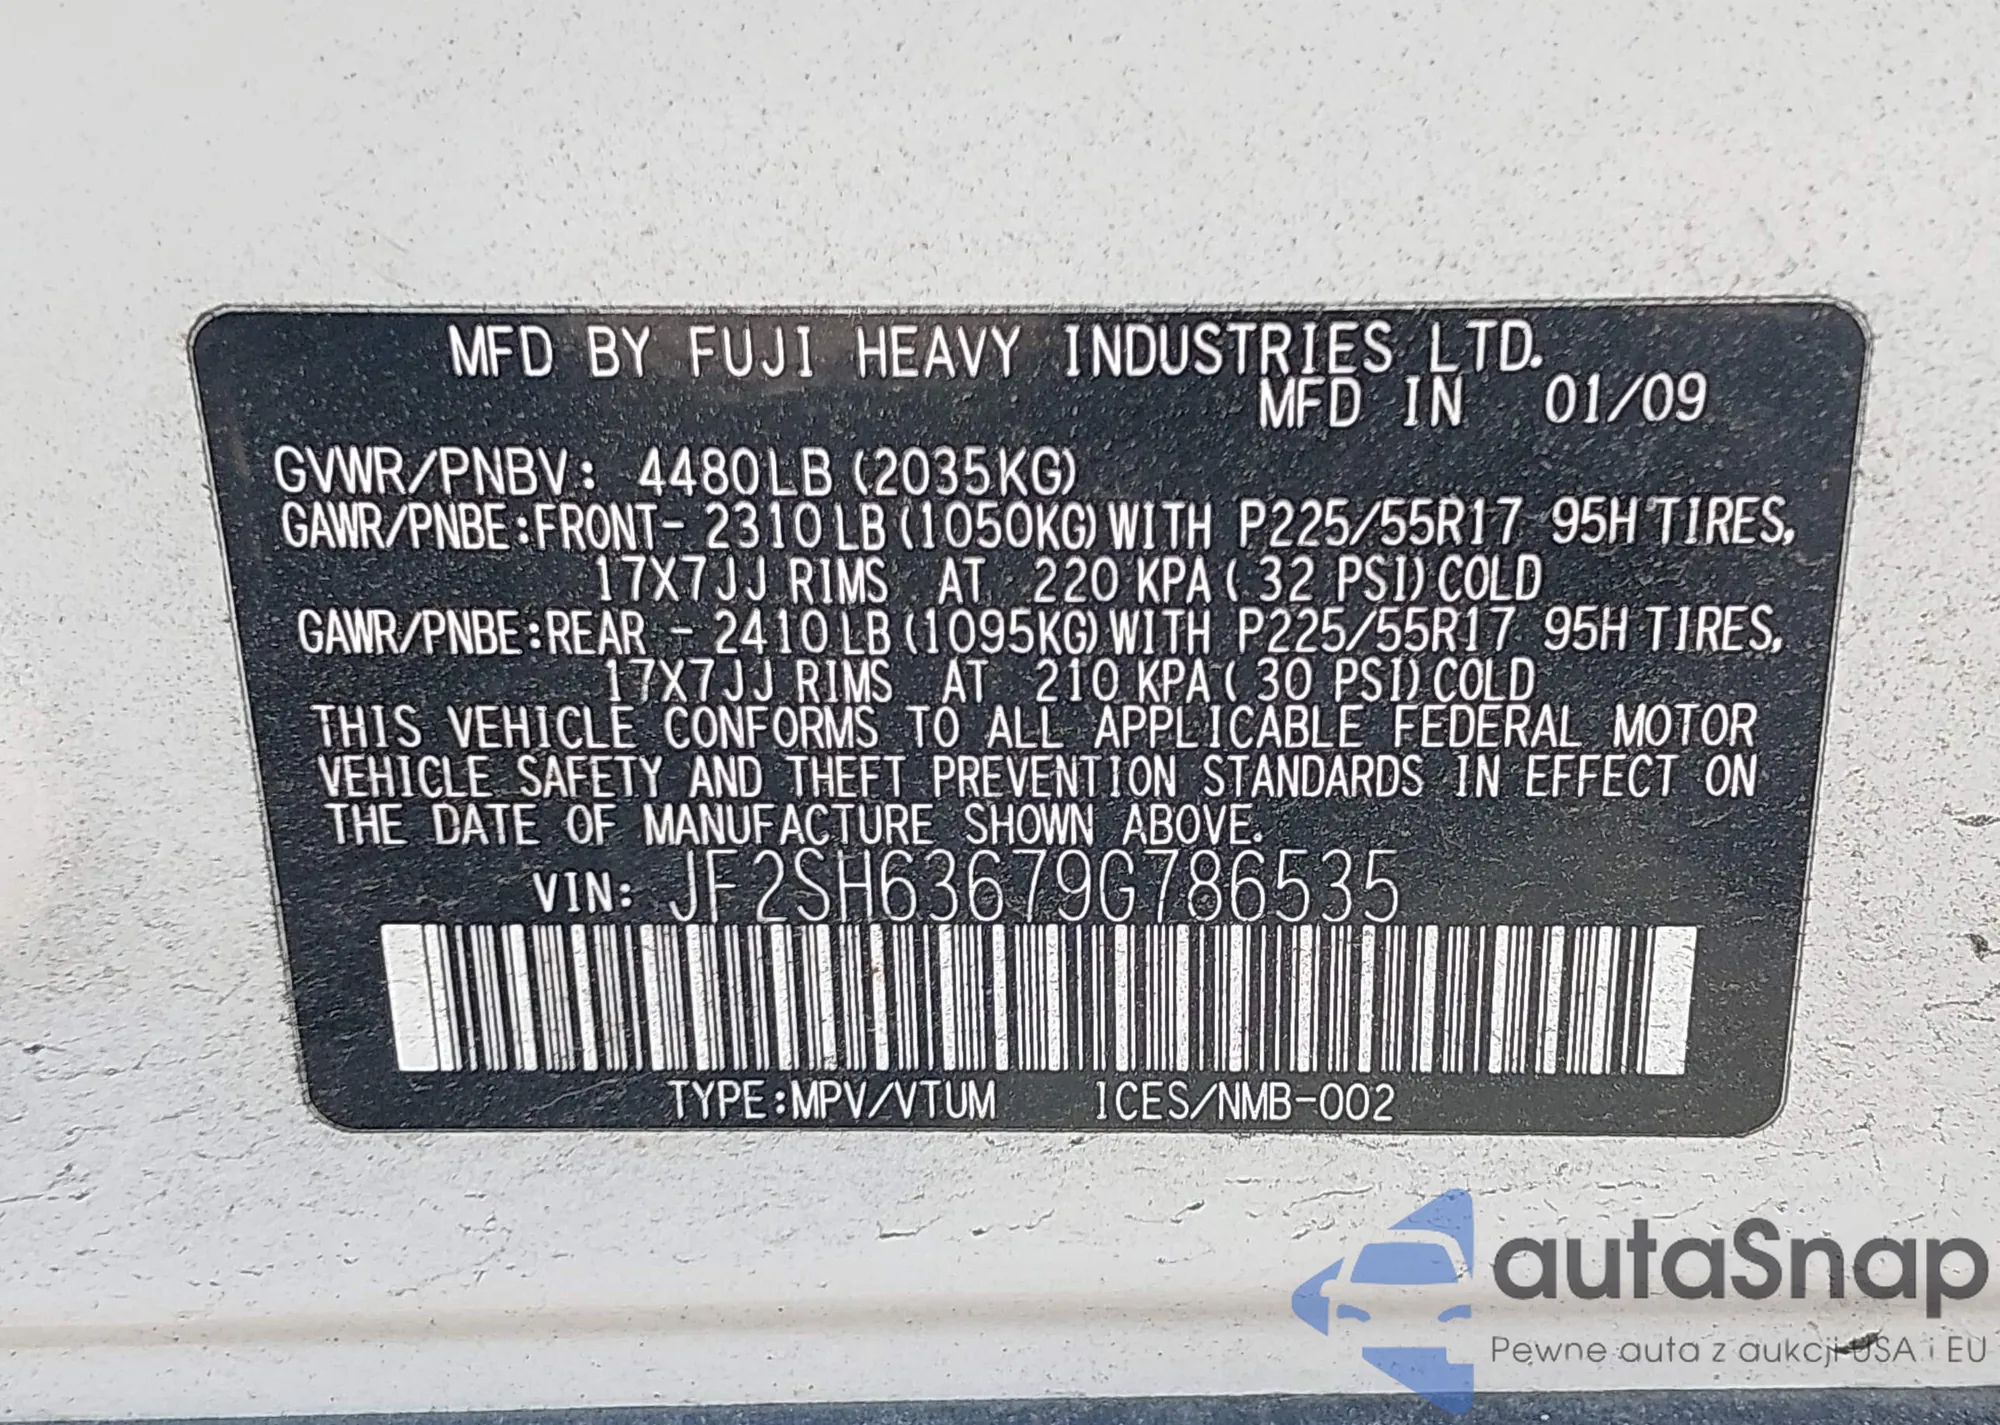 MFD BY FUJI HEAVY INDUSTRIES LTD.
MFD IN 01/09
GVWR/PNBV: 4480LB (2035KG)
GAWR/PNBE:FRONT- 2310LB (1050KG) WITH P225/55R17 95H TIRES,
17X7JJ RIMS AT 220 KPA ( 32 PSI) COLD
GAWR/PNBE:REAR - 2410LB (1095KG) WITH P225/55R17 95H TIRES,
17X7JJ RIMS AT 210 KPA ( 30 PSI) COLD
THIS VEHICLE CONFORMS TO ALL APPLICABLE FEDERAL MOTOR
VEHICLE SAFETY AND THEFT PREVENTION STANDARDS IN EFFECT ON
THE DATE OF MANUFACTURE SHOWN ABOVE.
VIN: JF2SH63679G786535
TYPE:MPV/VTUM ICES/NMB-002
autaSnap
Pewne auta z aukcji USA i EU